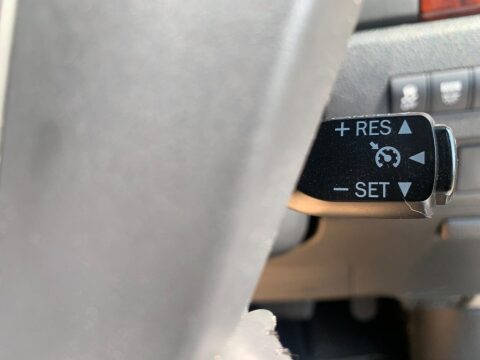 + RES ▲
◄
− SET ▼